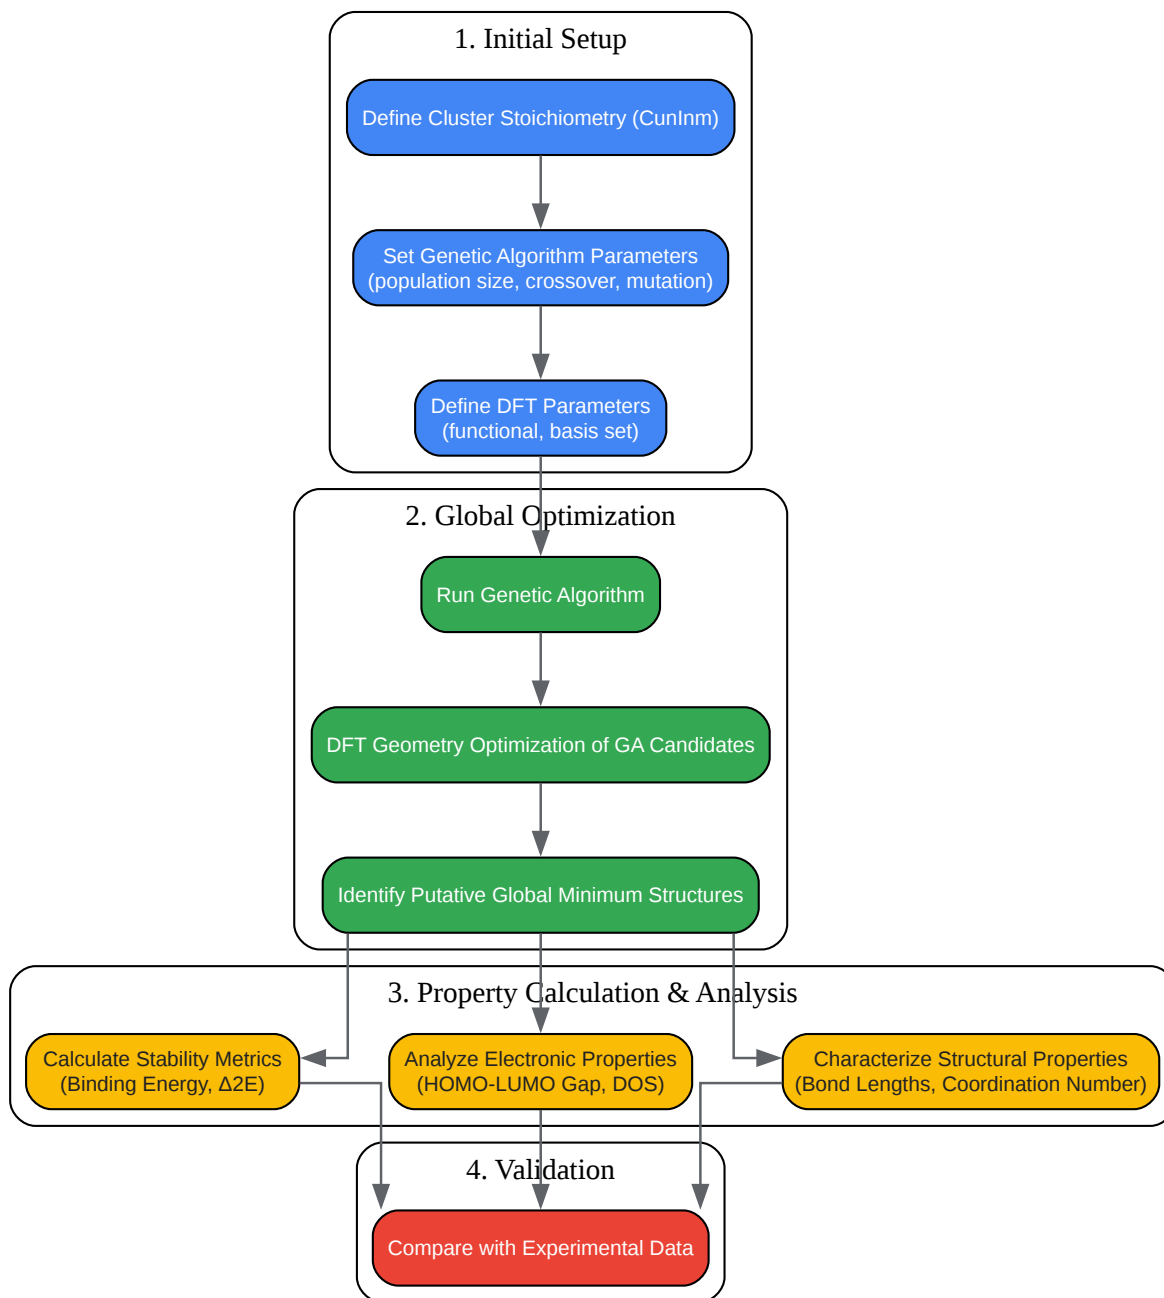 1. Initial Setup
Define Cluster Stoichiometry (CunInm)
Set Genetic Algorithm Parameters
(population size, crossover, mutation)
Define DFT Parameters
(functional, basis set)
2. Global Optimization
Run Genetic Algorithm
DFT Geometry Optimization of GA Candidates
Identify Putative Global Minimum Structures
3. Property Calculation & Analysis
Calculate Stability Metrics
(Binding Energy, Δ2E)
Analyze Electronic Properties
(HOMO-LUMO Gap, DOS)
Characterize Structural Properties
(Bond Lengths, Coordination Number)
4. Validation
Compare with Experimental Data